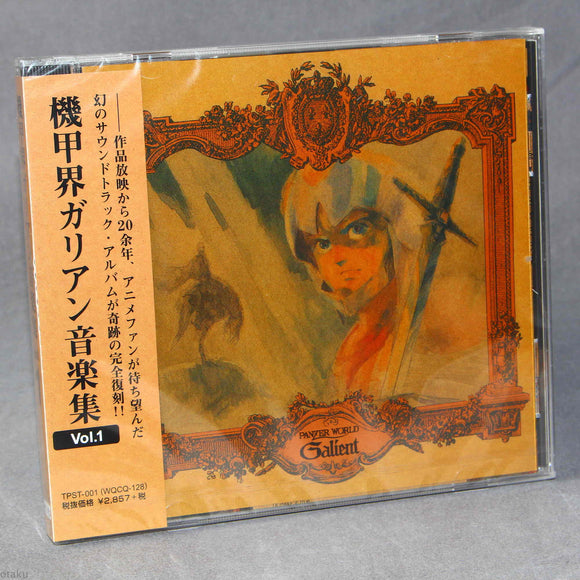 ――作品放映から20余年、アニメファンが待ち望んだ
幻のサウンドトラック・アルバムが奇跡の完全復刻!!
機甲界ガリアン音楽集
Vol.1
TPST-001 (WQCQ-128)
税抜価格 ¥2,857+税
PANZER WORLD
Galient
otaku